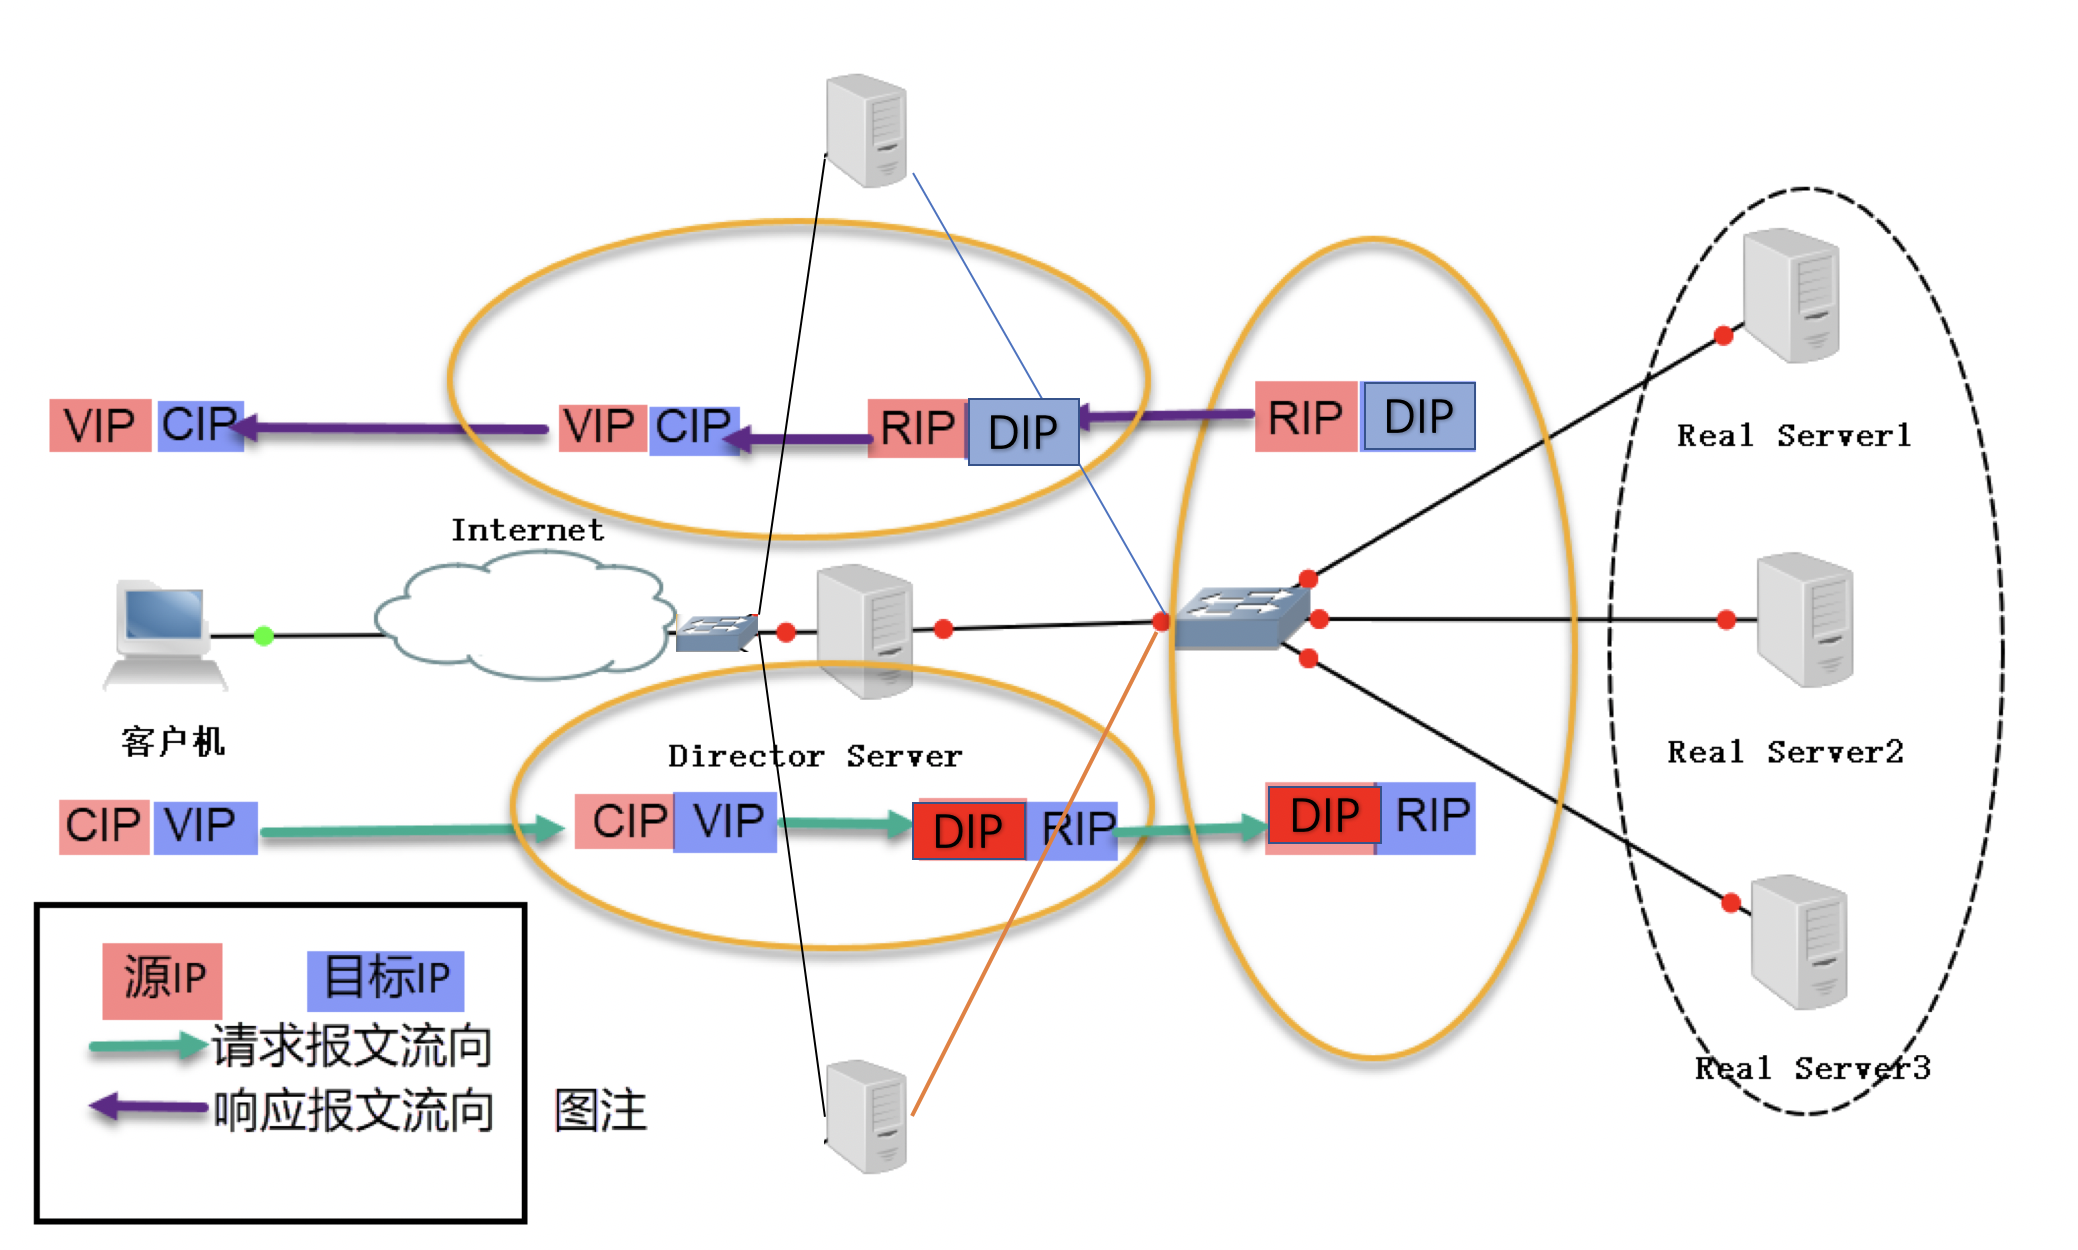 VIP CIP VIP CIP RIP DIP RIP DIP
Real Server1
Internet
客户机
Director Server
Real Server2
CIP VIP CIP VIP DIP RIP DIP RIP
源IP 目标IP
请求报文流向
响应报文流向
图注
Real Server3